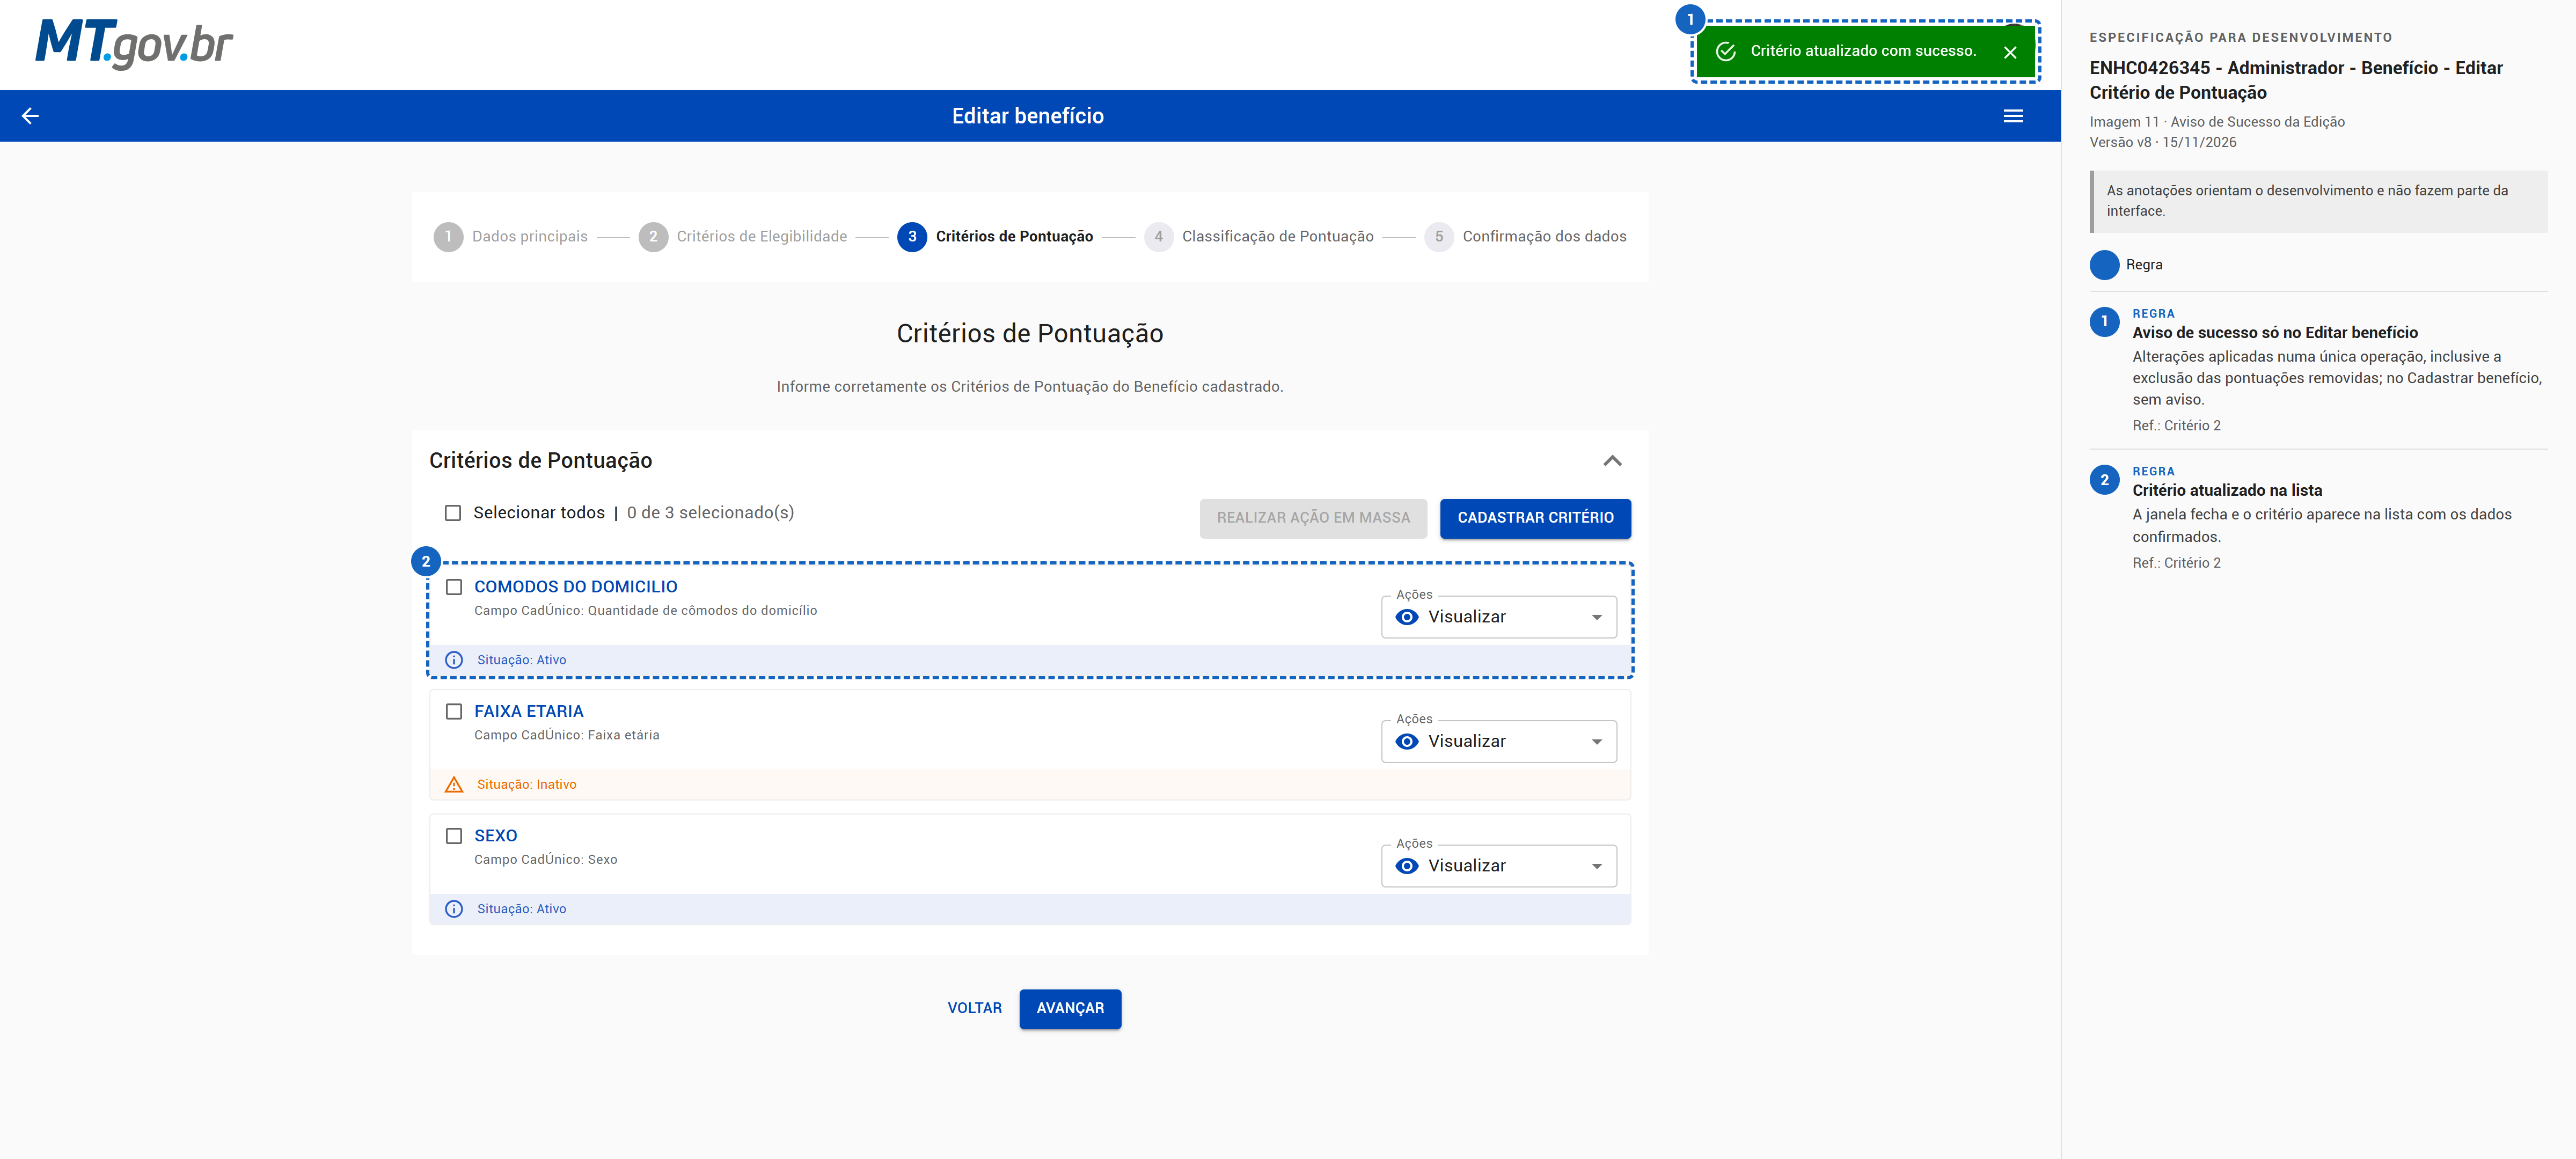 MT.gov.br
1
Critério atualizado com sucesso.
Editar benefício
1 Dados principais
2 Critérios de Elegibilidade
3 Critérios de Pontuação
4 Classificação de Pontuação
5 Confirmação dos dados
Critérios de Pontuação
Informe corretamente os Critérios de Pontuação do Benefício cadastrado.
Critérios de Pontuação
Selecionar todos | 0 de 3 selecionado(s)
REALIZAR AÇÃO EM MASSA
CADASTRAR CRITÉRIO
2
COMODOS DO DOMICILIO
Campo CadÚnico: Quantidade de cômodos do domicílio
Ações
Visualizar
Situação: Ativo
FAIXA ETARIA
Campo CadÚnico: Faixa etária
Ações
Visualizar
Situação: Inativo
SEXO
Campo CadÚnico: Sexo
Ações
Visualizar
Situação: Ativo
VOLTAR
AVANÇAR
ESPECIFICAÇÃO PARA DESENVOLVIMENTO
ENHC0426345 - Administrador - Benefício - Editar
Critério de Pontuação
Imagem 11 · Aviso de Sucesso da Edição
Versão v8 · 15/11/2026
As anotações orientam o desenvolvimento e não fazem parte da
interface.
Regra
1
REGRA
Aviso de sucesso só no Editar benefício
Alterações aplicadas numa única operação, inclusive a
exclusão das pontuações removidas; no Cadastrar benefício,
sem aviso.
Ref.: Critério 2
2
REGRA
Critério atualizado na lista
A janela fecha e o critério aparece na lista com os dados
confirmados.
Ref.: Critério 2